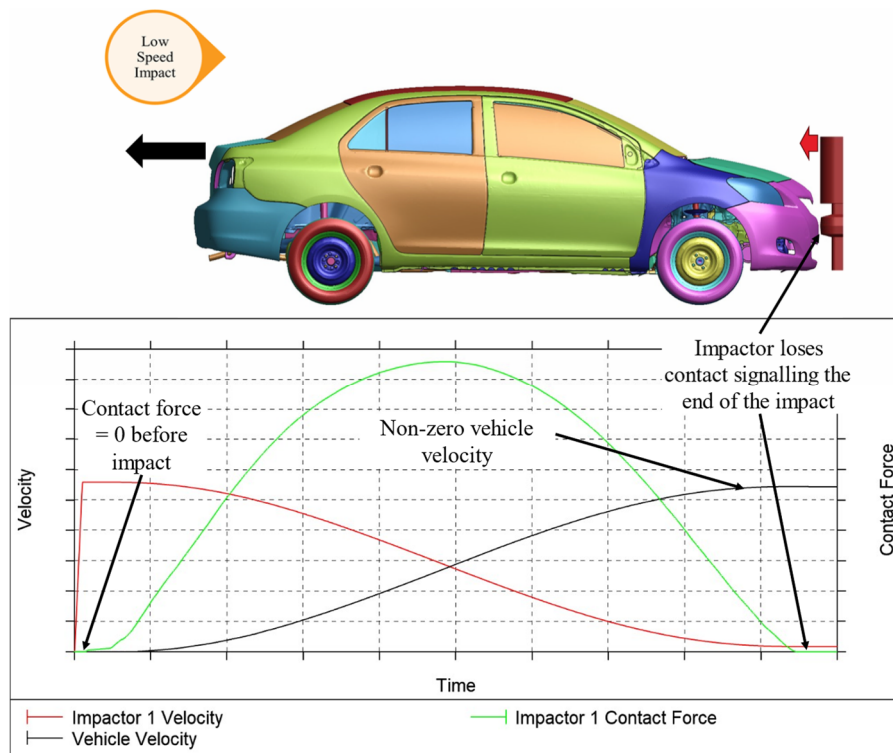 Low
Speed
Impact
Impactor loses
contact signalling the
end of the impact
Contact force
= 0 before
impact
Non-zero vehicle
velocity
Velocity
Contact Force
Time
Impactor 1 Velocity
Impactor 1 Contact Force
Vehicle Velocity